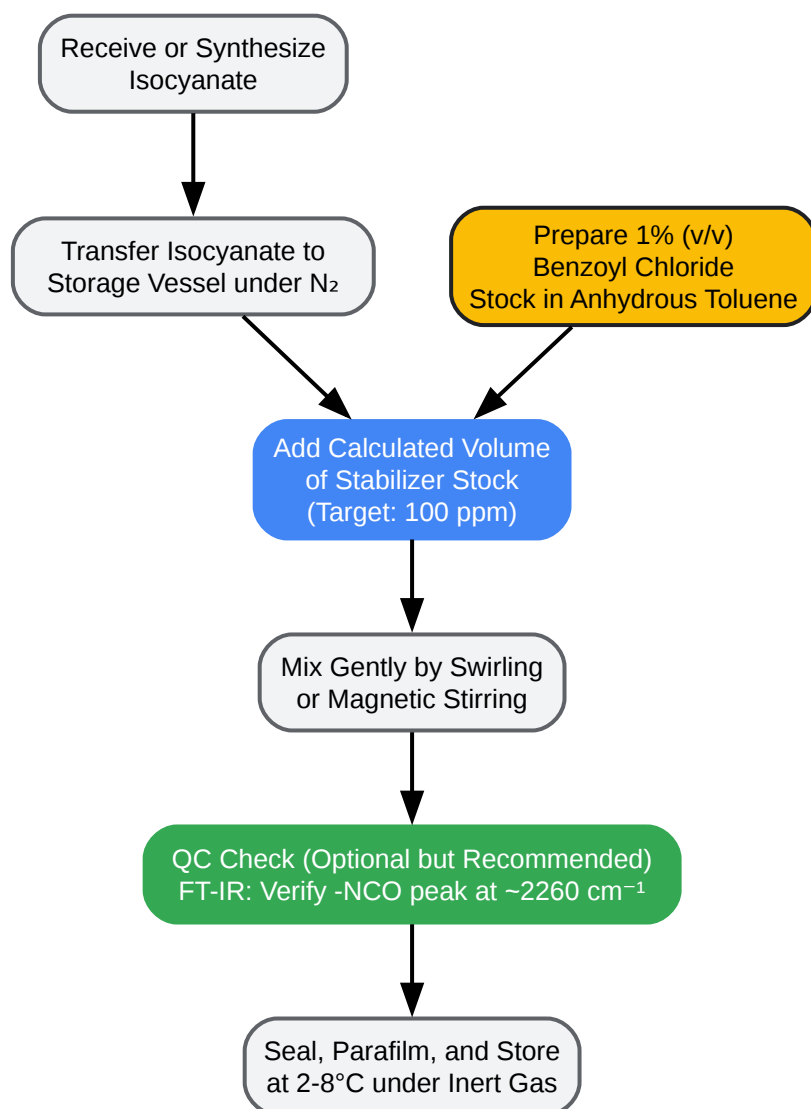 Receive or Synthesize
Isocyanate
Transfer Isocyanate to
Storage Vessel under N₂
Prepare 1% (v/v)
Benzoyl Chloride
Stock in Anhydrous Toluene
Add Calculated Volume
of Stabilizer Stock
(Target: 100 ppm)
Mix Gently by Swirling
or Magnetic Stirring
QC Check (Optional but Recommended)
FT-IR: Verify -NCO peak at ~2260 cm⁻¹
Seal, Parafilm, and Store
at 2-8°C under Inert Gas